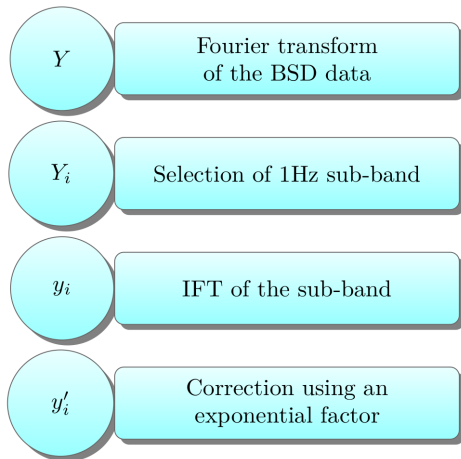 Y
Fourier transform
of the BSD data
Y_i
Selection of 1Hz sub-band
y_i
IFT of the sub-band
y'_i
Correction using an
exponential factor